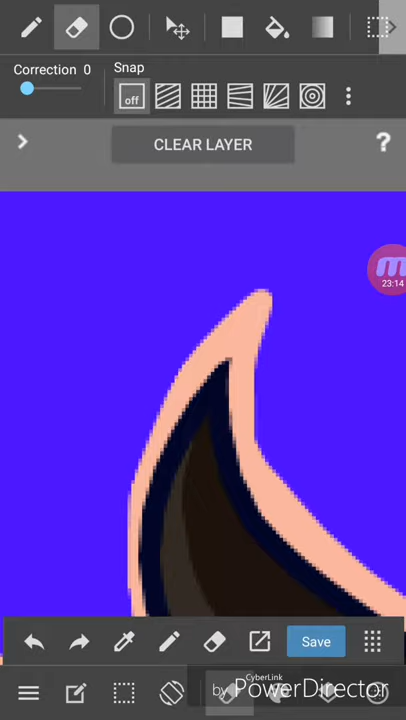 Correction 0
Snap
off
CLEAR LAYER
?
23:14
Save
CyberLink
by PowerDirector